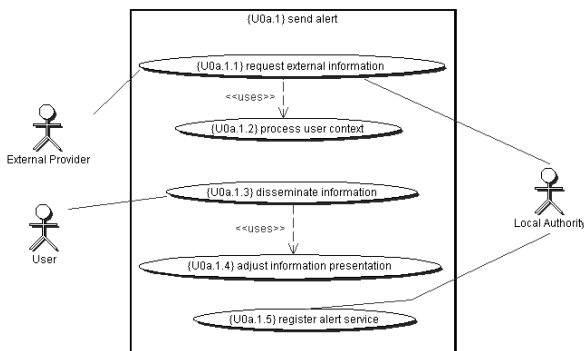 {U0a.1} send alert
{U0a.1.1} request external information
<<uses>>
{U0a.1.2} process user context
External Provider
{U0a.1.3} disseminate information
Local Authority
<<uses>>
User
{U0a.1.4} adjust information presentation
{U0a.1.5} register alert service